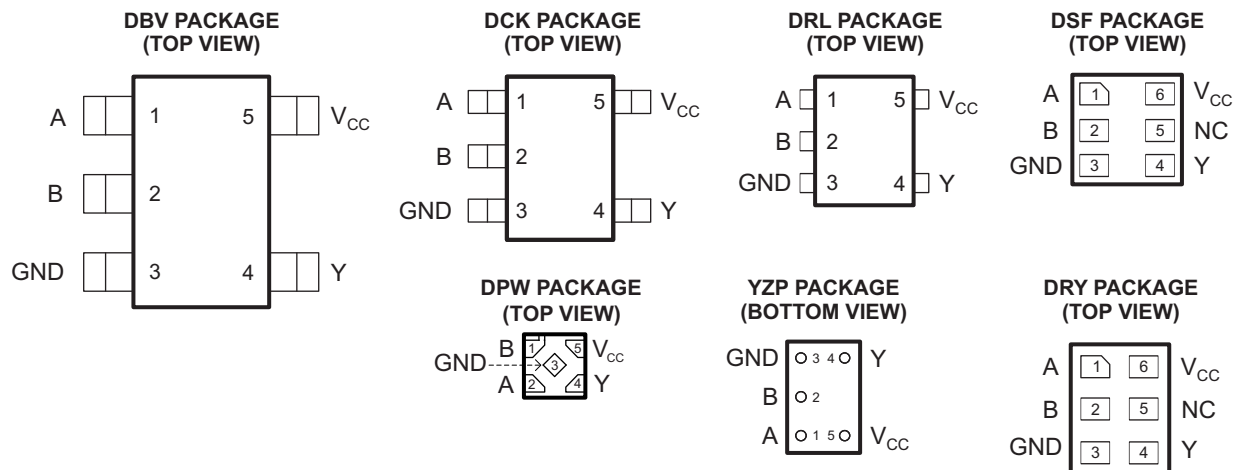 DBV PACKAGE
(TOP VIEW)
A 1 5 VCC
B 2
GND 3 4 Y
DCK PACKAGE
(TOP VIEW)
A 1 5 VCC
B 2
GND 3 4 Y
DRL PACKAGE
(TOP VIEW)
A 1 5 VCC
B 2
GND 3 4 Y
DSF PACKAGE
(TOP VIEW)
A 1 6 VCC
B 2 5 NC
GND 3 4 Y
DPW PACKAGE
(TOP VIEW)
B 1 5 VCC
GND 3
A 2 4 Y
YZP PACKAGE
(BOTTOM VIEW)
GND 3 4 Y
B 2
A 1 5 VCC
DRY PACKAGE
(TOP VIEW)
A 1 6 VCC
B 2 5 NC
GND 3 4 Y